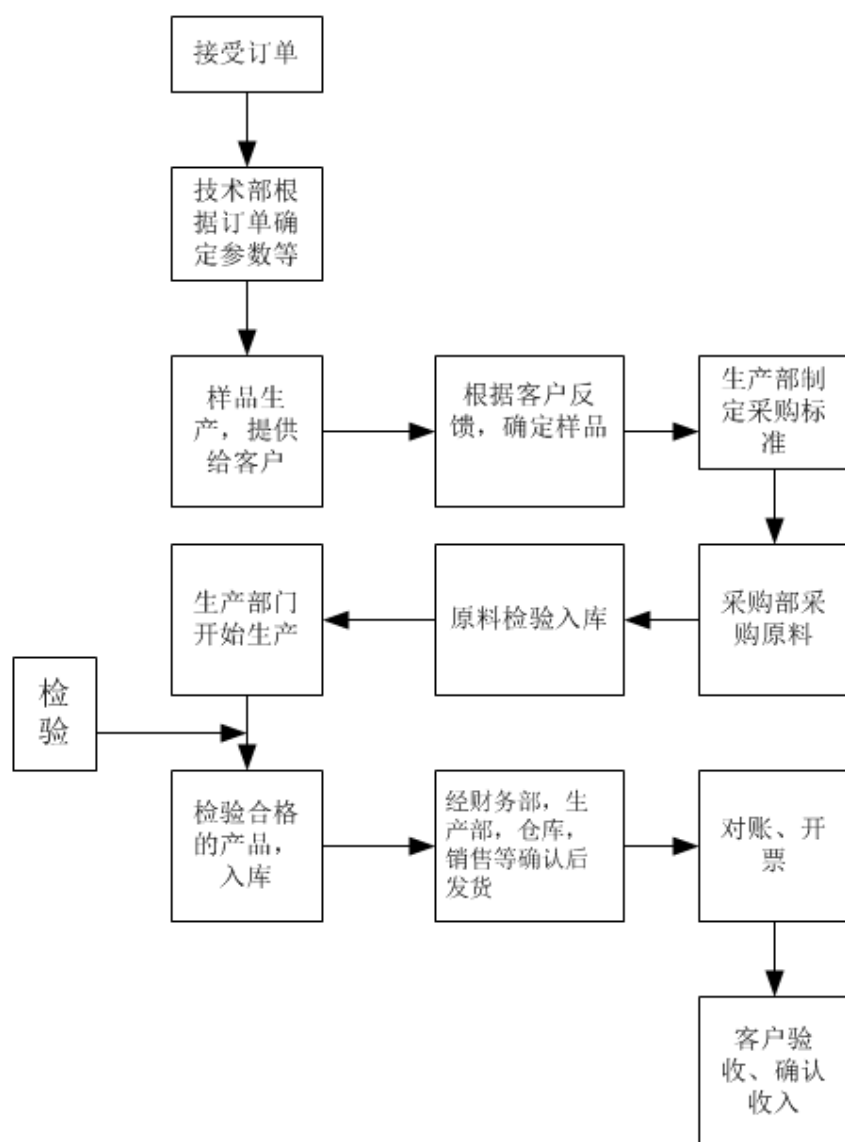 接受订单
技术部根
据订单确
定参数等
样品生
产，提供
给客户
根据客户反
馈，确定样品
生产部制
定采购标
准
采购部采
购原料
原料检验入库
生产部门
开始生产
检
验
检验合格
的产品，
入库
经财务部，生
产部，仓库，
销售等确认后
发货
对账、开
票
客户验
收、确认
收入